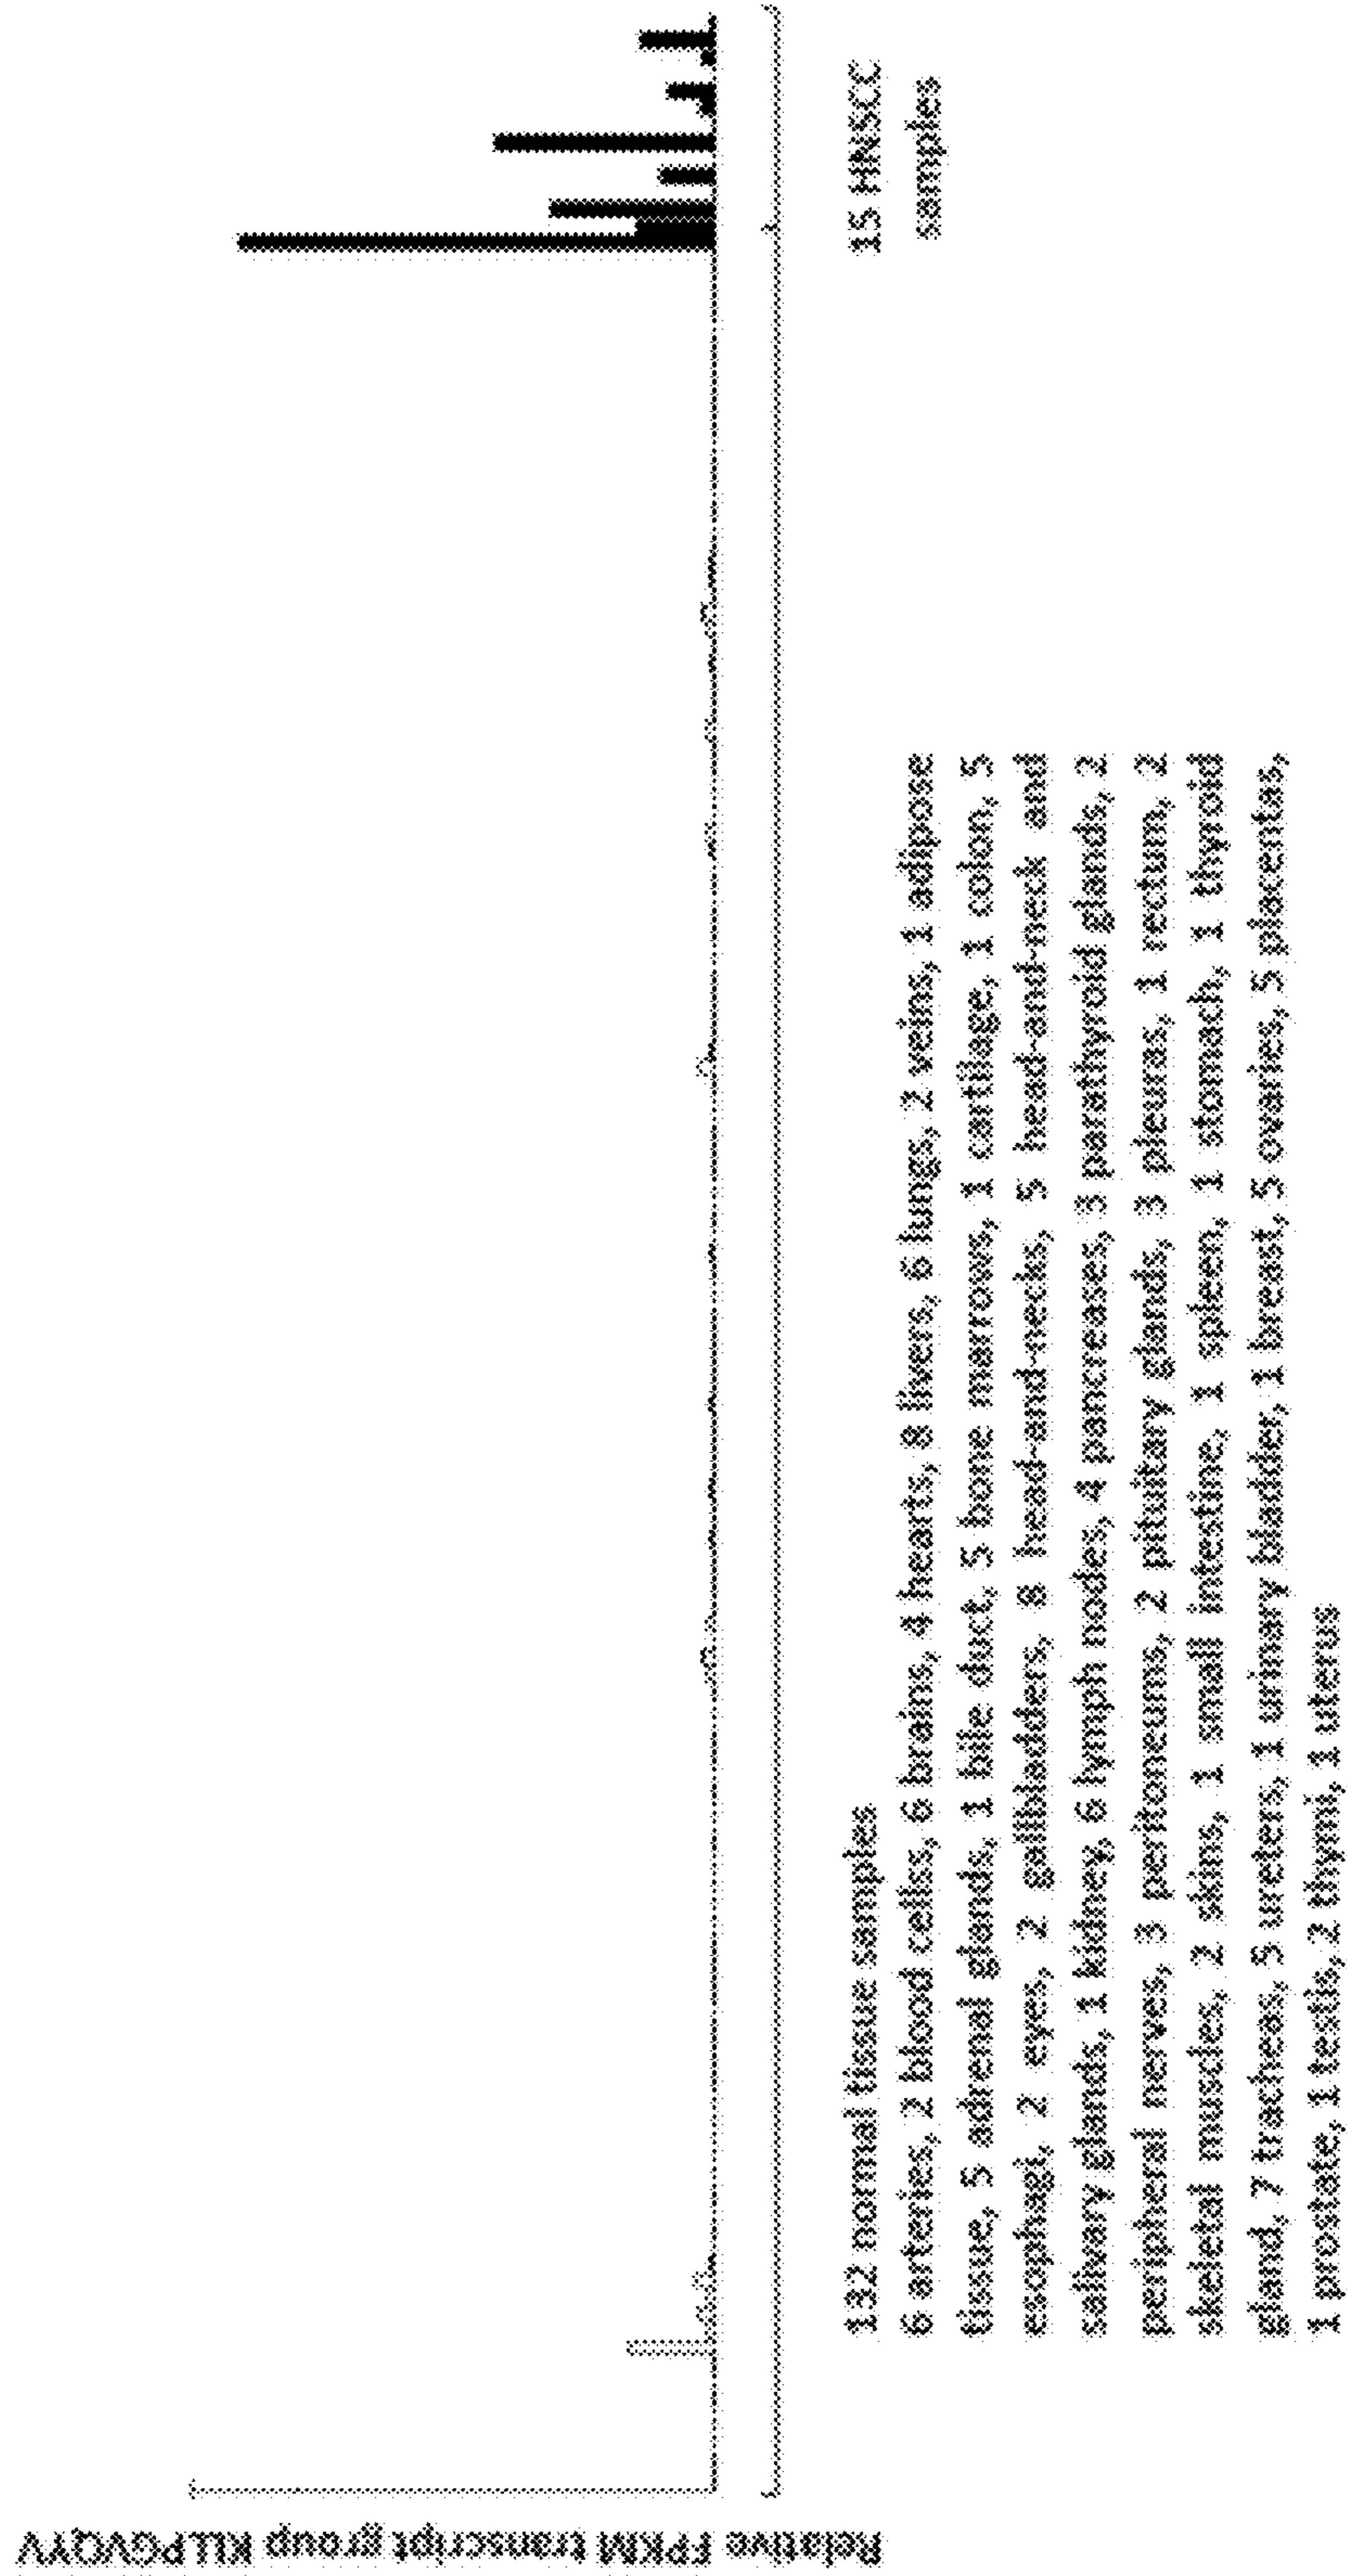 Relative FPKM transcript group KLLPGVQYV
132 normal tissue samples
6 arteries, 2 blood cells, 6 brains, 4 hearts, 8 livers, 6 lungs, 2 veins, 1 adipose
tissue, 5 adrenal glands, 1 bile duct, 5 bone marrows, 1 cartilage, 1 colon, 5
esophagi, 2 eyes, 2 gallbladders, 8 head-and-necks, 5 head-and-neck and
salivary glands, 1 kidney, 6 lymph nodes, 4 pancreases, 3 parathyroid glands, 2
peripheral nerves, 3 peritoneums, 2 pituitary glands, 3 pleuras, 1 rectum, 2
skeletal muscles, 2 skins, 1 small intestine, 1 spleen, 1 stomach, 1 thyroid
gland, 7 tracheas, 5 ureters, 1 urinary bladder, 1 breast, 5 ovaries, 5 placentas,
1 prostate, 1 testis, 2 thymi, 1 uterus
15 HNSCC
samples